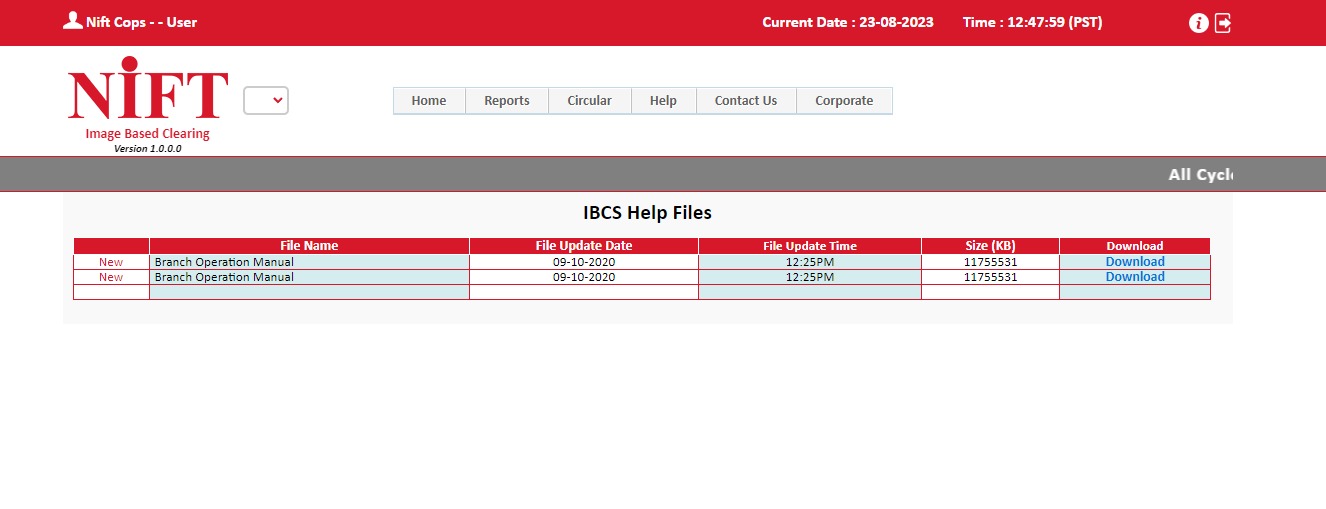 Nift Cops - - User Current Date : 23-08-2023 Time : 12:47:59 (PST)
NIFT
Image Based Clearing
Version 1.0.0.0
Home Reports Circular Help Contact Us Corporate
All Cycl
IBCS Help Files
File Name File Update Date File Update Time Size (KB) Download
New Branch Operation Manual 09-10-2020 12:25PM 11755531 Download
New Branch Operation Manual 09-10-2020 12:25PM 11755531 Download